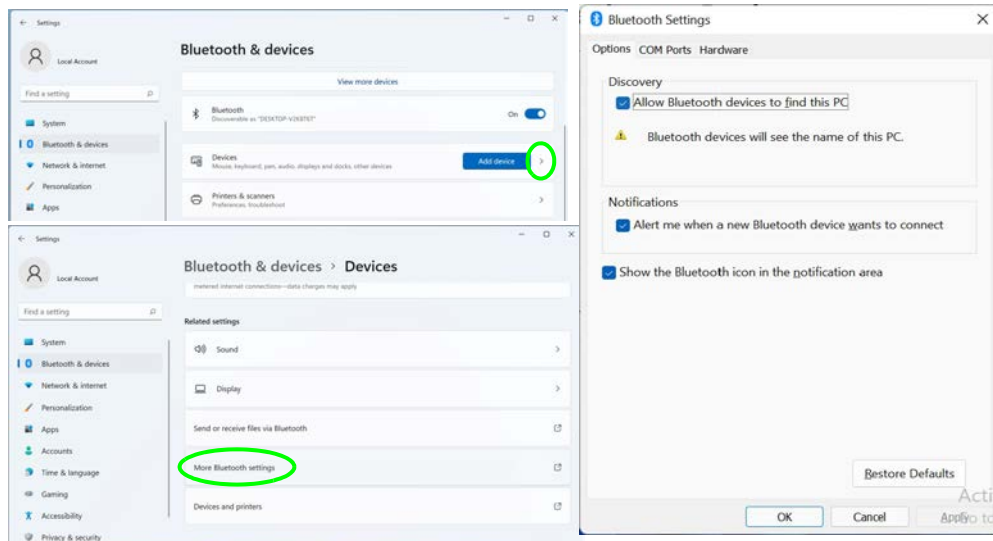 Settings
Local Account
Find a setting
System
Bluetooth & devices
Network & internet
Personalization
Apps
Bluetooth & devices
View more devices
Bluetooth
Discoverable as "DESKTOP-V2K8T6T"
On
Devices
Mouse, keyboard, pen, audio, displays and docks, other devices
Add device
Printers & scanners
Preferences, troubleshoot
Settings
Local Account
Find a setting
System
Bluetooth & devices
Network & internet
Personalization
Apps
Accounts
Time & language
Gaming
Accessibility
Privacy & security
Bluetooth & devices > Devices
metered internet connections—data charges may apply
Related settings
Sound
Display
Send or receive files via Bluetooth
More Bluetooth settings
Devices and printers
Bluetooth Settings
Options COM Ports Hardware
Discovery
Allow Bluetooth devices to find this PC
Bluetooth devices will see the name of this PC.
Notifications
Alert me when a new Bluetooth device wants to connect
Show the Bluetooth icon in the notification area
Restore Defaults
Acti
OK Cancel Apply